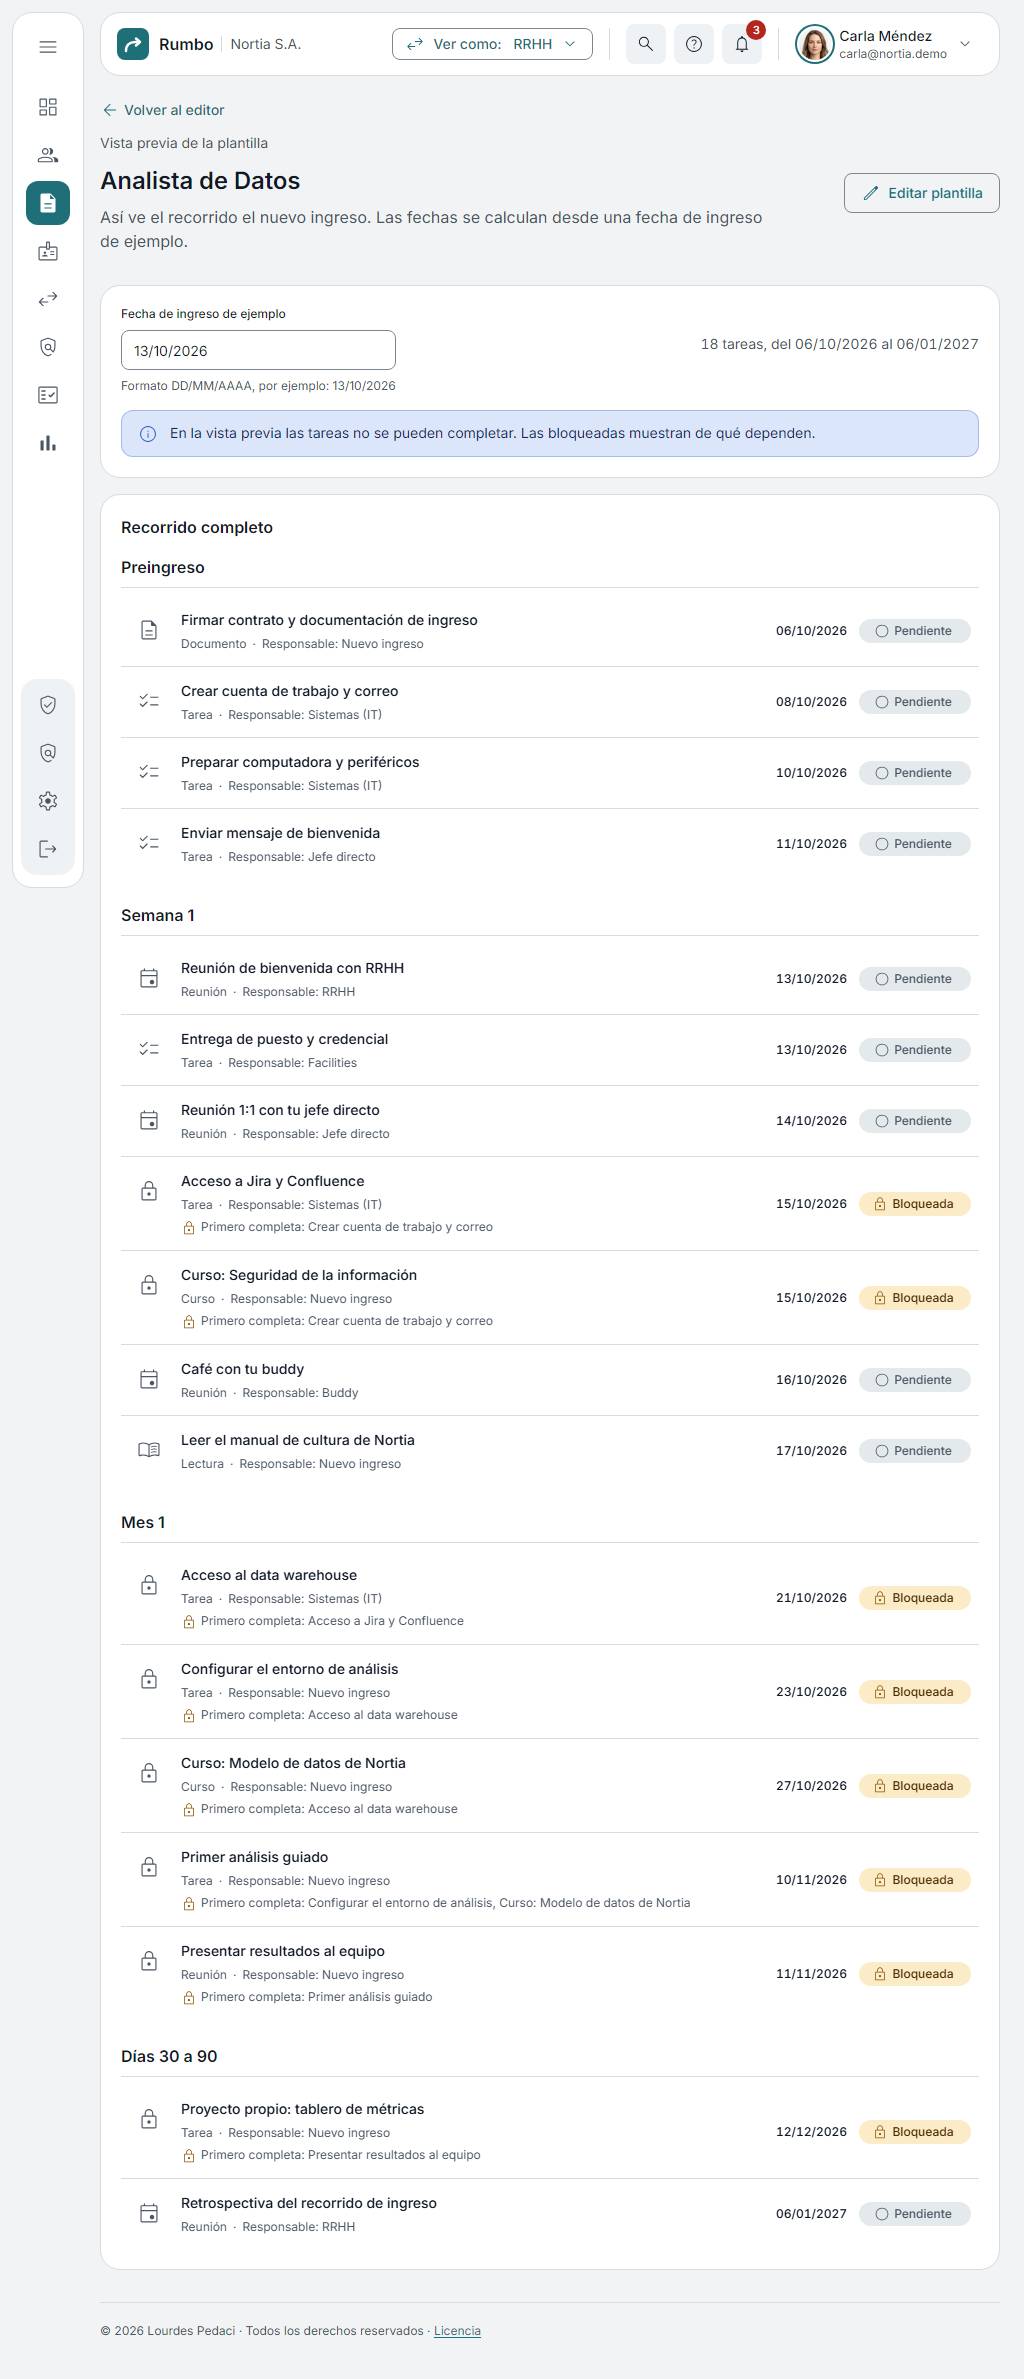 Rumbo
Nortia S.A.
Ver como: RRHH
3
Carla Méndez
carla@nortia.demo
Volver al editor
Vista previa de la plantilla
Analista de Datos
Editar plantilla
Así ve el recorrido el nuevo ingreso. Las fechas se calculan desde una fecha de ingreso
de ejemplo.
Fecha de ingreso de ejemplo
13/10/2026
18 tareas, del 06/10/2026 al 06/01/2027
Formato DD/MM/AAAA, por ejemplo: 13/10/2026
En la vista previa las tareas no se pueden completar. Las bloqueadas muestran de qué dependen.
Recorrido completo
Preingreso
Firmar contrato y documentación de ingreso
Documento · Responsable: Nuevo ingreso
06/10/2026 Pendiente
Crear cuenta de trabajo y correo
Tarea · Responsable: Sistemas (IT)
08/10/2026 Pendiente
Preparar computadora y periféricos
Tarea · Responsable: Sistemas (IT)
10/10/2026 Pendiente
Enviar mensaje de bienvenida
Tarea · Responsable: Jefe directo
11/10/2026 Pendiente
Semana 1
Reunión de bienvenida con RRHH
Reunión · Responsable: RRHH
13/10/2026 Pendiente
Entrega de puesto y credencial
Tarea · Responsable: Facilities
13/10/2026 Pendiente
Reunión 1:1 con tu jefe directo
Reunión · Responsable: Jefe directo
14/10/2026 Pendiente
Acceso a Jira y Confluence
Tarea · Responsable: Sistemas (IT)
Primero completa: Crear cuenta de trabajo y correo
15/10/2026 Bloqueada
Curso: Seguridad de la información
Curso · Responsable: Nuevo ingreso
Primero completa: Crear cuenta de trabajo y correo
15/10/2026 Bloqueada
Café con tu buddy
Reunión · Responsable: Buddy
16/10/2026 Pendiente
Leer el manual de cultura de Nortia
Lectura · Responsable: Nuevo ingreso
17/10/2026 Pendiente
Mes 1
Acceso al data warehouse
Tarea · Responsable: Sistemas (IT)
Primero completa: Acceso a Jira y Confluence
21/10/2026 Bloqueada
Configurar el entorno de análisis
Tarea · Responsable: Nuevo ingreso
Primero completa: Acceso al data warehouse
23/10/2026 Bloqueada
Curso: Modelo de datos de Nortia
Curso · Responsable: Nuevo ingreso
Primero completa: Acceso al data warehouse
27/10/2026 Bloqueada
Primer análisis guiado
Tarea · Responsable: Nuevo ingreso
Primero completa: Configurar el entorno de análisis, Curso: Modelo de datos de Nortia
10/11/2026 Bloqueada
Presentar resultados al equipo
Reunión · Responsable: Nuevo ingreso
Primero completa: Primer análisis guiado
11/11/2026 Bloqueada
Días 30 a 90
Proyecto propio: tablero de métricas
Tarea · Responsable: Nuevo ingreso
Primero completa: Presentar resultados al equipo
12/12/2026 Bloqueada
Retrospectiva del recorrido de ingreso
Reunión · Responsable: RRHH
06/01/2027 Pendiente
© 2026 Lourdes Pedaci · Todos los derechos reservados · Licencia